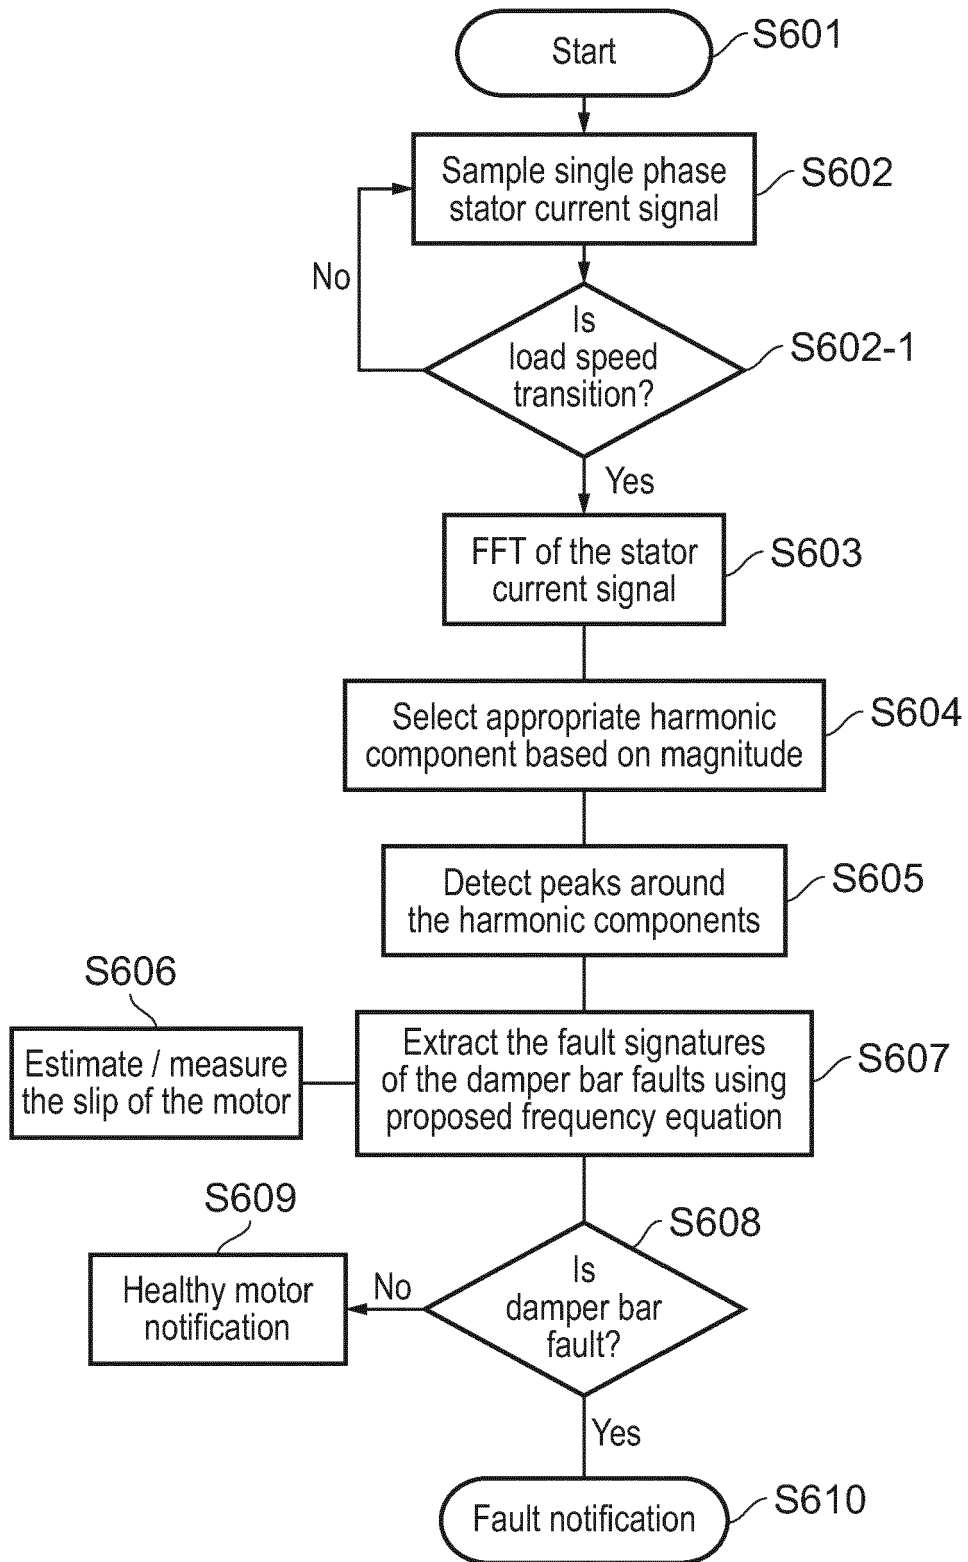 Start
S601
Sample single phase
stator current signal
S602
No
Is
load speed
transition?
S602-1
Yes
FFT of the stator
current signal
S603
Select appropriate harmonic
component based on magnitude
S604
Detect peaks around
the harmonic components
S605
S606
Estimate / measure
the slip of the motor
Extract the fault signatures
of the damper bar faults using
proposed frequency equation
S607
S609
Healthy motor
notification
No
Is
damper bar
fault?
S608
Yes
Fault notification
S610